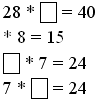 28 * □ = 40
* 8 = 15
□ * 7 = 24
7 * □ = 24